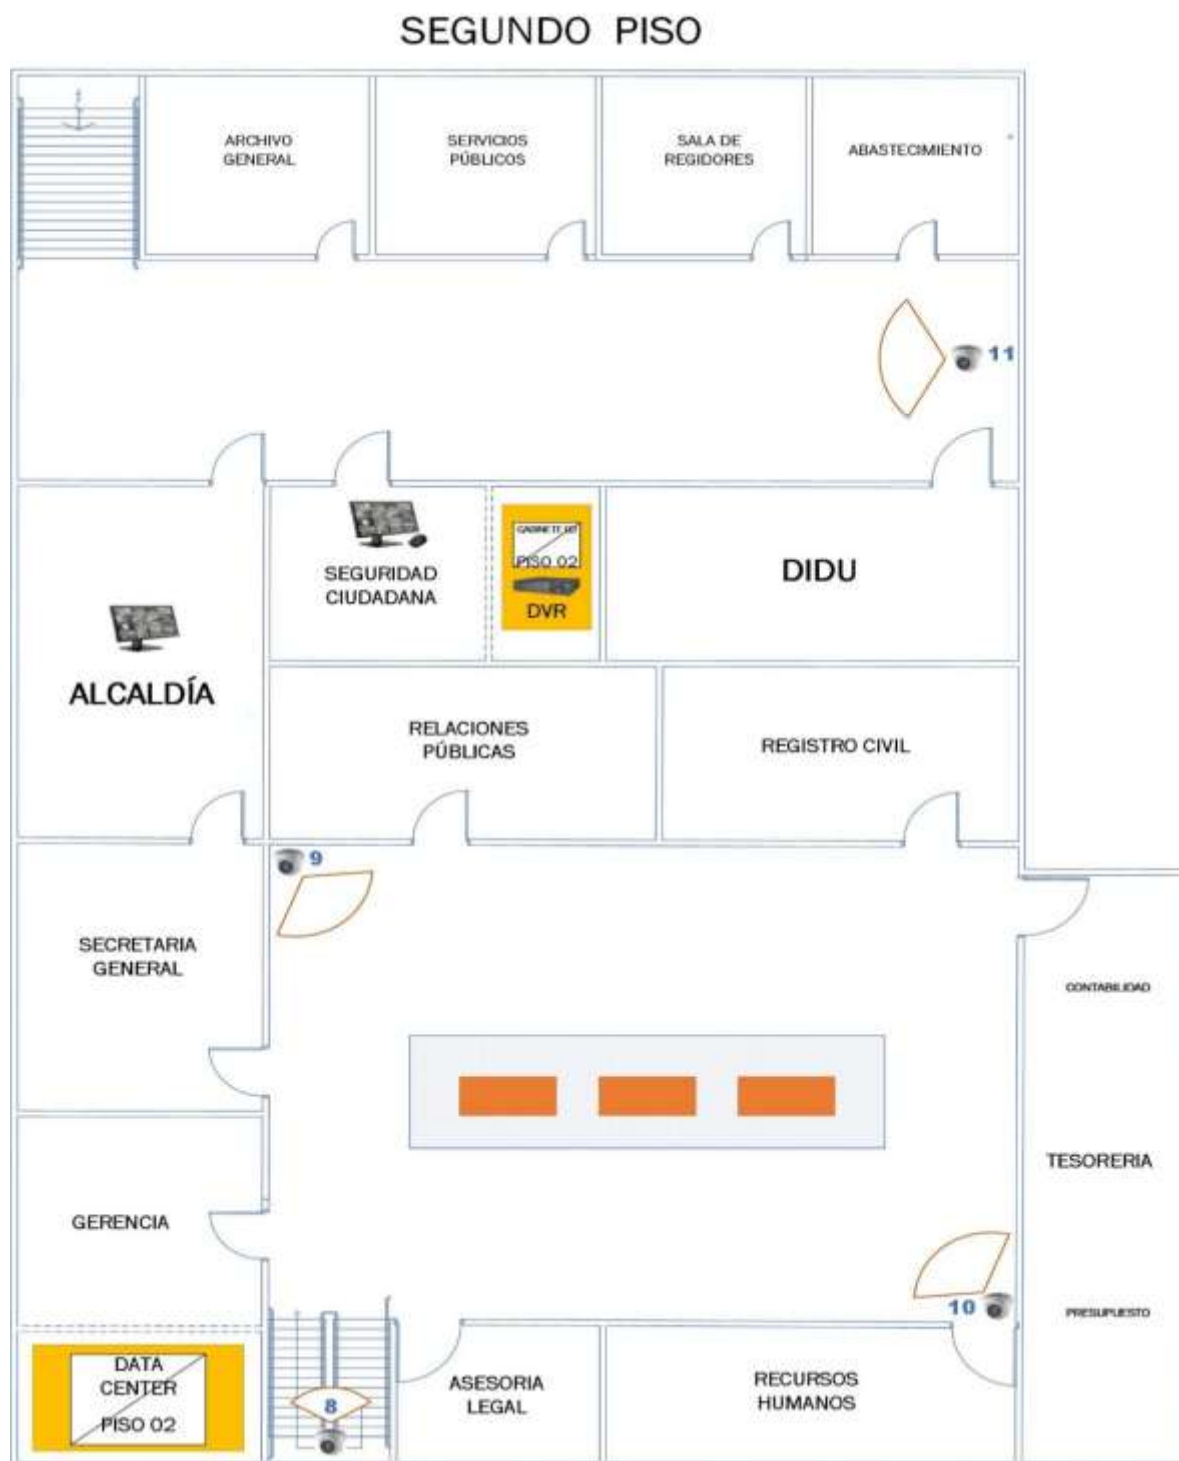 SEGUNDO PISO
ARCHIVO
GENERAL
SERVICIOS
PÚBLICOS
SALA DE
REGIDORES
ABASTECIMIENTO
11
SEGURIDAD
CIUDADANA
GABINETE
PISO 02
DVR
DIDU
ALCALDÍA
RELACIONES
PÚBLICAS
REGISTRO CIVIL
9
SECRETARIA
GENERAL
CONTABILIDAD
TESORERIA
GERENCIA
10
PRESUPUESTO
DATA
CENTER
PISO 02
8
ASESORIA
LEGAL
RECURSOS
HUMANOS